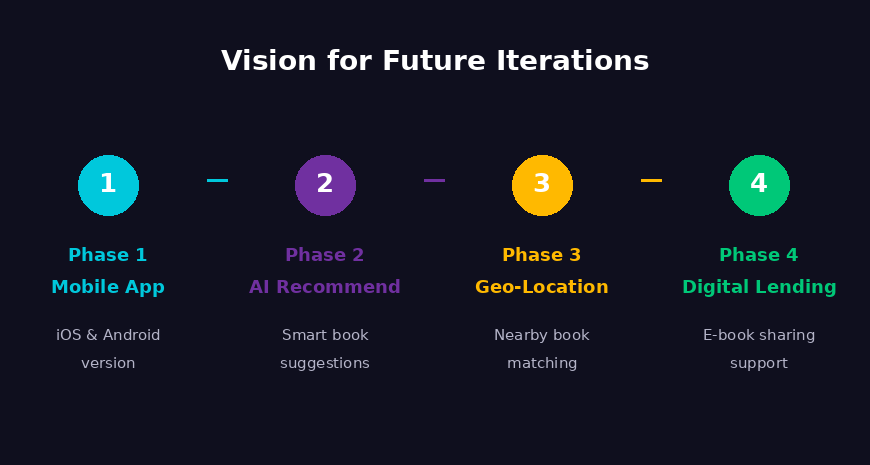 Vision for Future Iterations
1
2
3
4
Phase 1
Mobile App
iOS & Android
version
Phase 2
AI Recommend
Smart book
suggestions
Phase 3
Geo-Location
Nearby book
matching
Phase 4
Digital Lending
E-book sharing
support